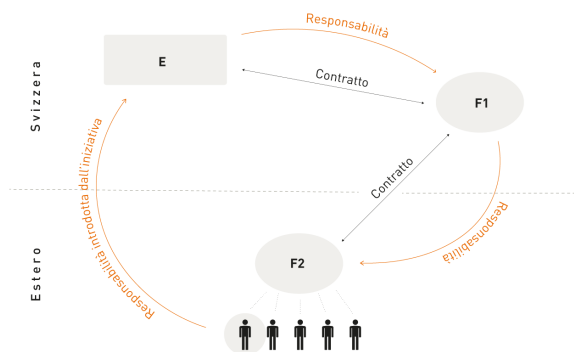 Responsabilità
E
Contratto
F1
Svizzera
Responsabilità introdotta dall'iniziativa
Contratto
Responsabilità
Estero
F2